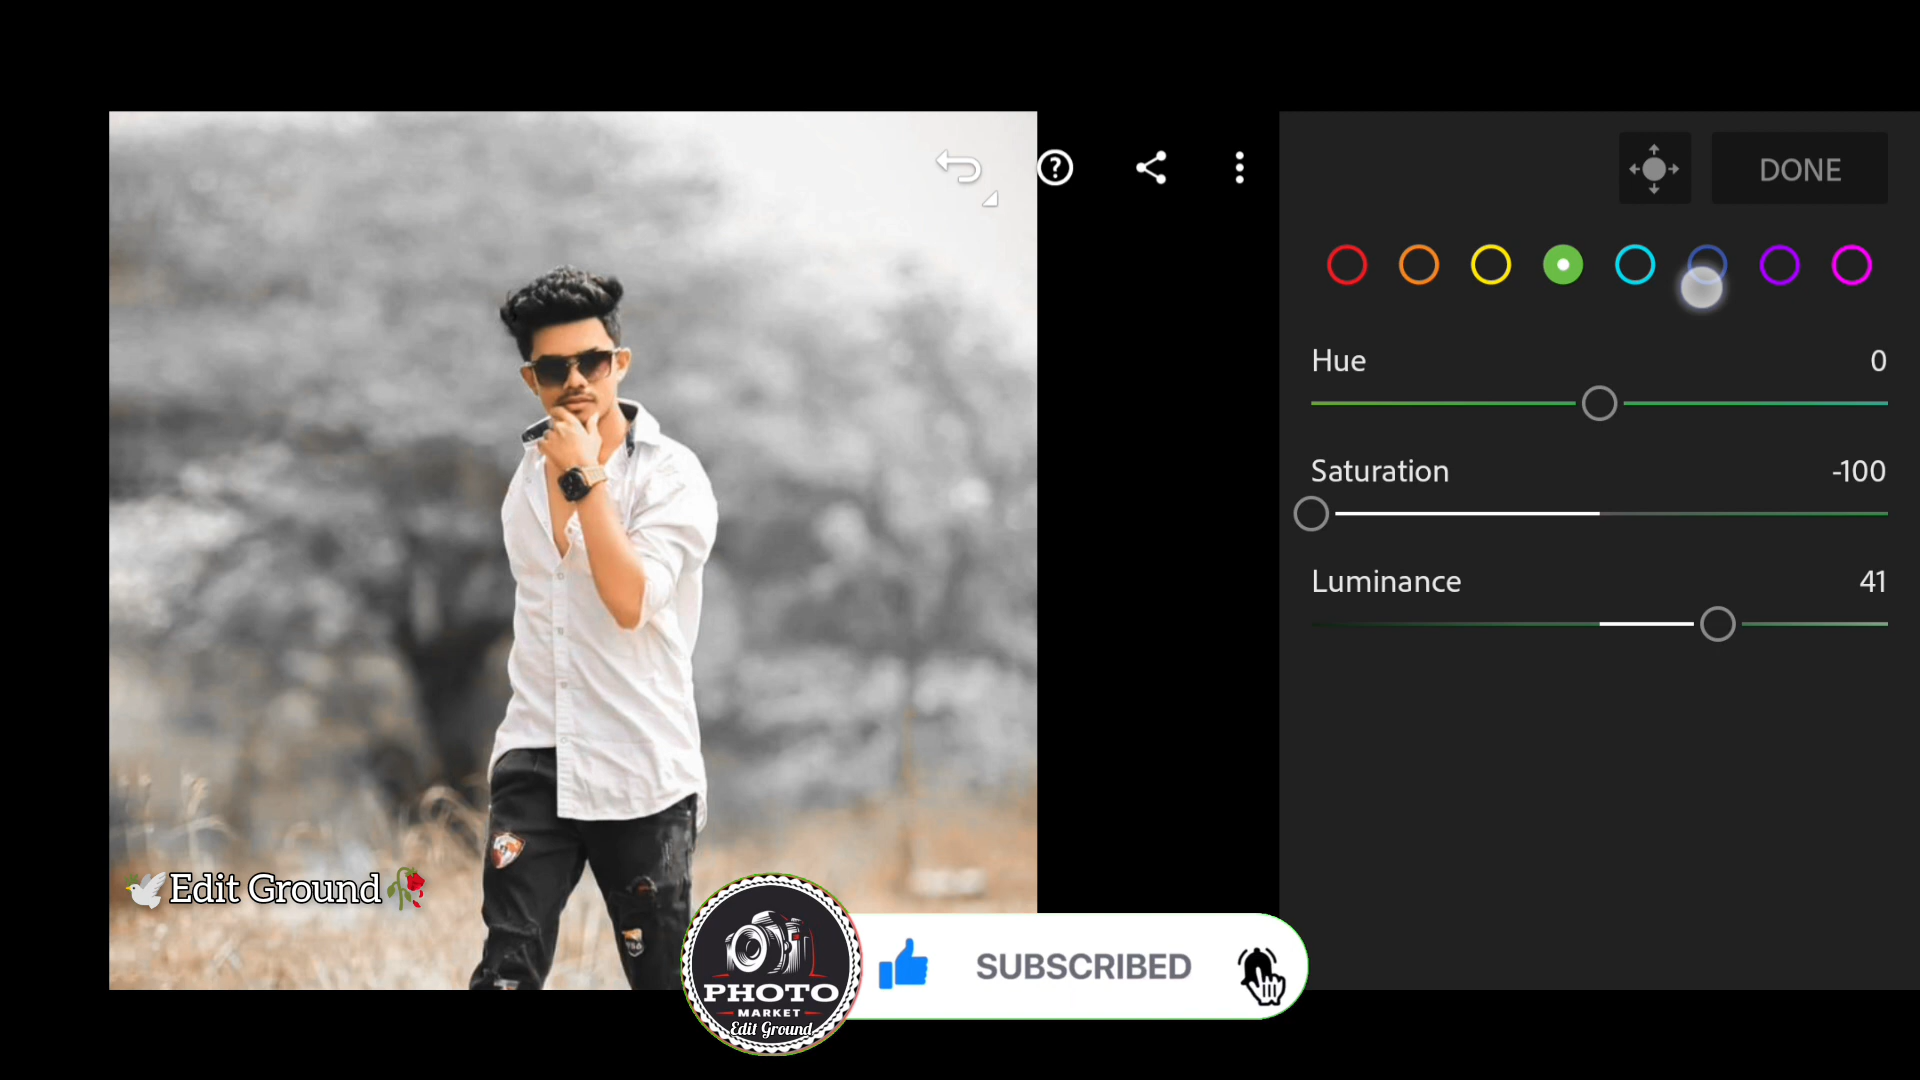 DONE
Hue 0
Saturation -100
Luminance 41
Edit Ground
PHOTO
MARKET
Edit Ground
SUBSCRIBED